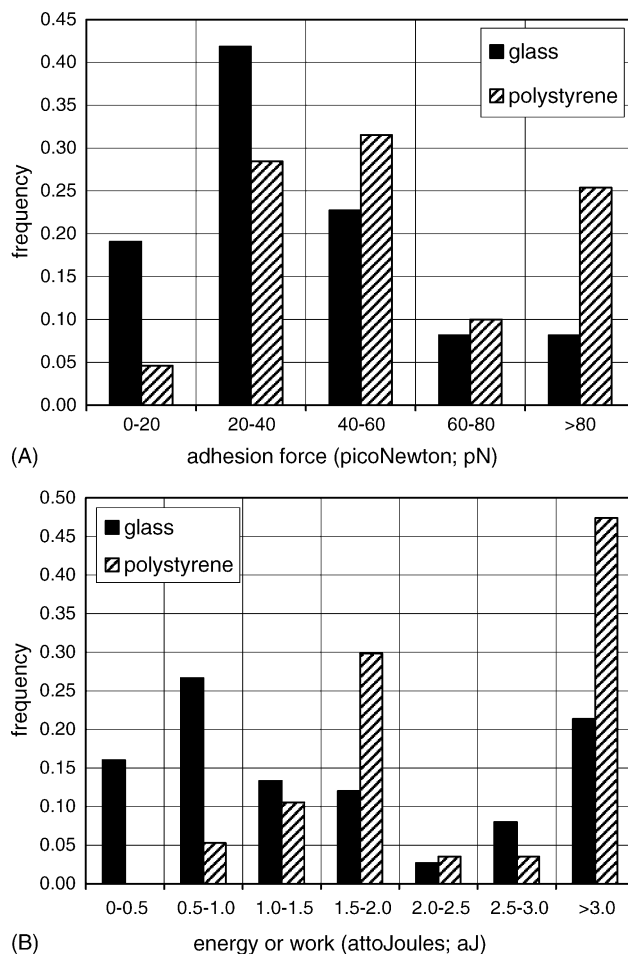 0.45
0.40
0.35
0.30
0.25
0.20
0.15
0.10
0.05
0.00
frequency
glass
polystyrene
0-20 20-40 40-60 60-80 >80
(A) adhesion force (picoNewton; pN)
0.50
0.45
0.40
0.35
0.30
0.25
0.20
0.15
0.10
0.05
0.00
frequency
glass
polystyrene
0-0.5 0.5-1.0 1.0-1.5 1.5-2.0 2.0-2.5 2.5-3.0 >3.0
(B) energy or work (attoJoules; aJ)